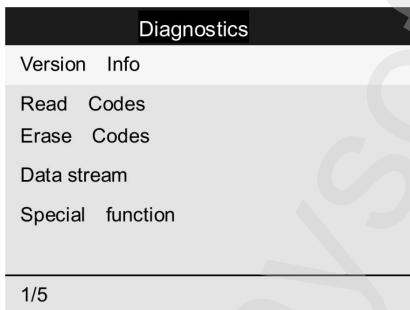 Diagnostics
Version Info
Read Codes
Erase Codes
Data stream
Special function
1/5